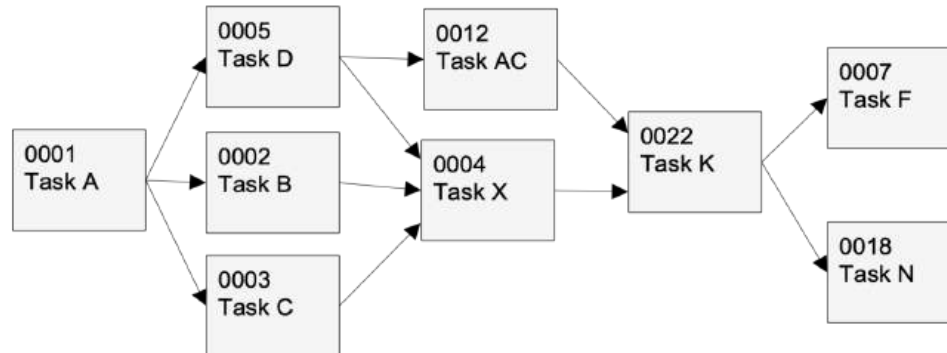 0001
Task A
0005
Task D
0002
Task B
0003
Task C
0012
Task AC
0004
Task X
0022
Task K
0007
Task F
0018
Task N